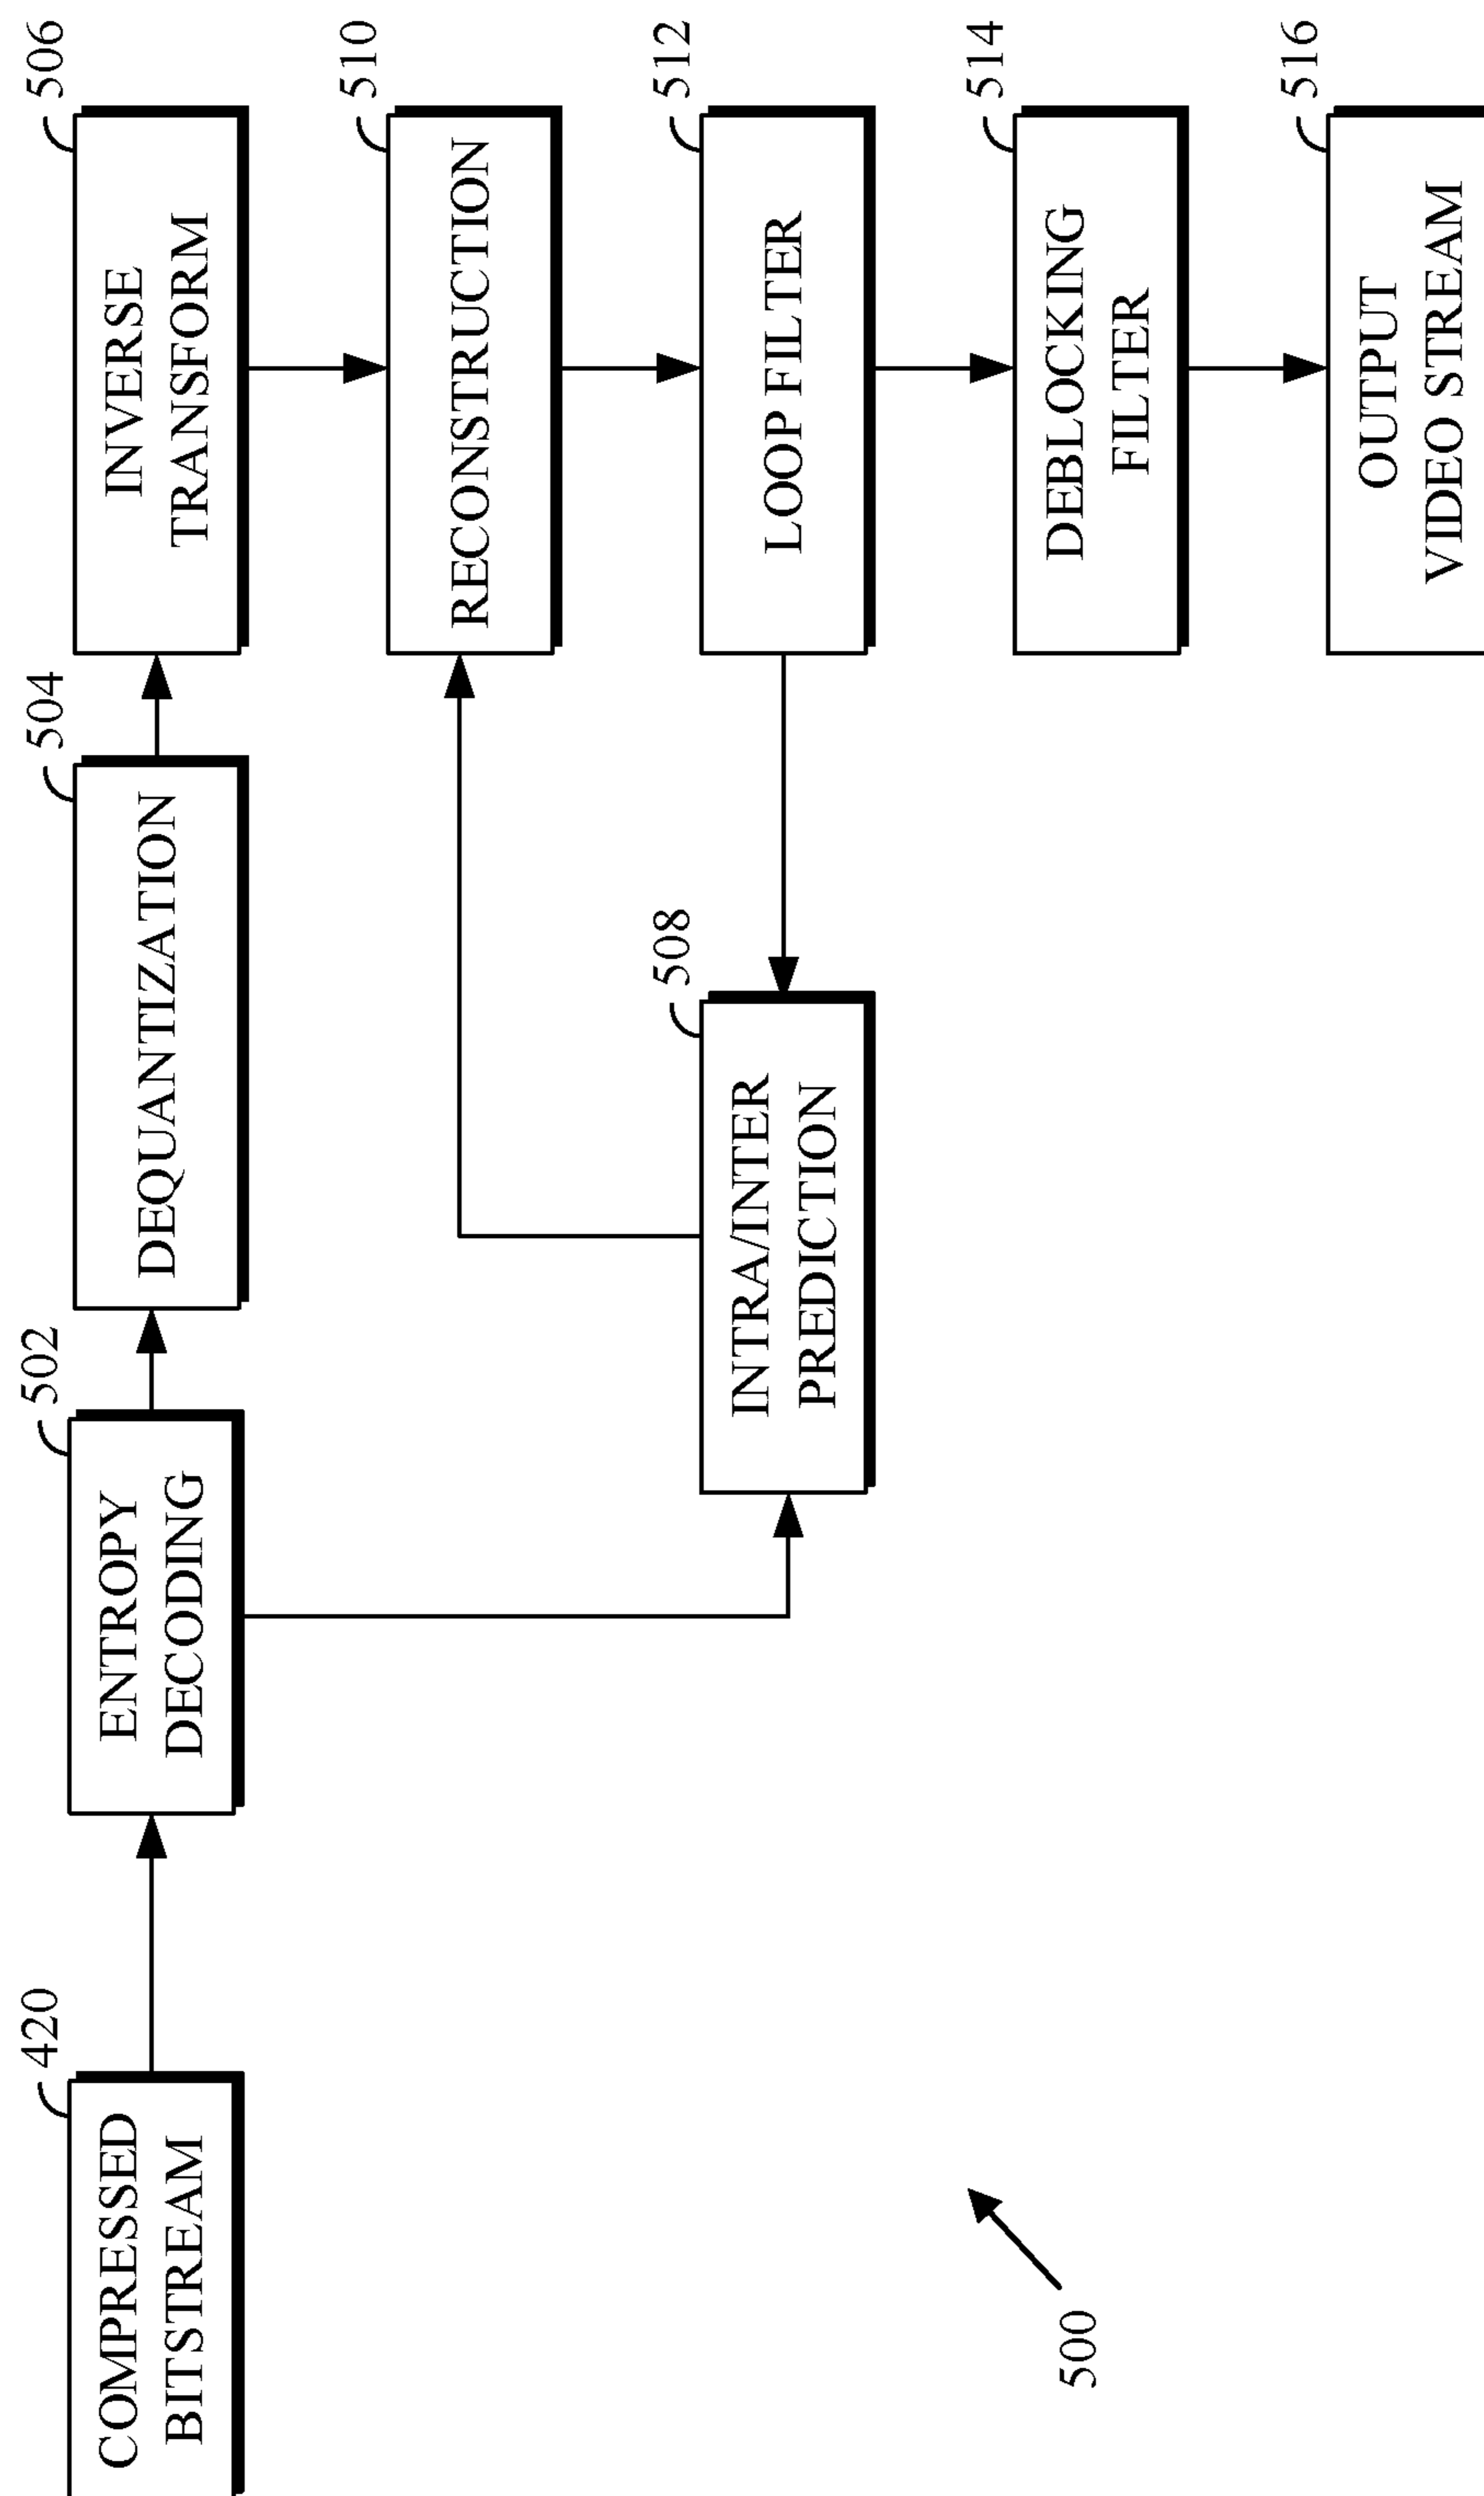 420
COMPRESSED
BITSTREAM
502
ENTROPY
DECODING
504
DEQUANTIZATION
506
INVERSE
TRANSFORM
508
INTRA/INTER
PREDICTION
510
RECONSTRUCTION
512
LOOP FILTER
514
DEBLOCKING
FILTER
516
OUTPUT
VIDEO STREAM
500